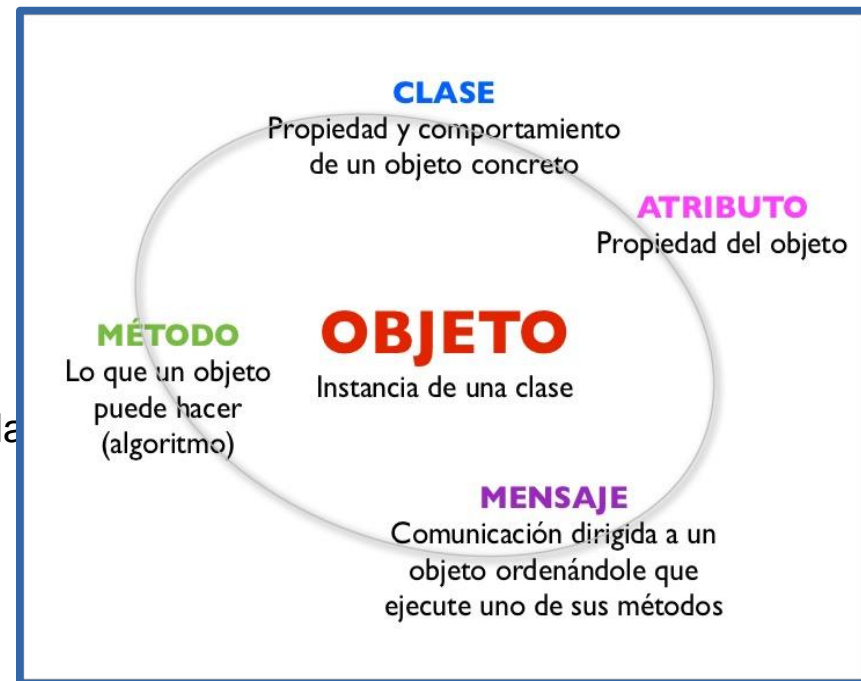 CLASE
Propiedad y comportamiento
de un objeto concreto
ATRIBUTO
Propiedad del objeto
OBJETO
Instancia de una clase
MÉTODO
Lo que un objeto
puede hacer
(algoritmo)
MENSAJE
Comunicación dirigida a un
objeto ordenándole que
ejecute uno de sus métodos